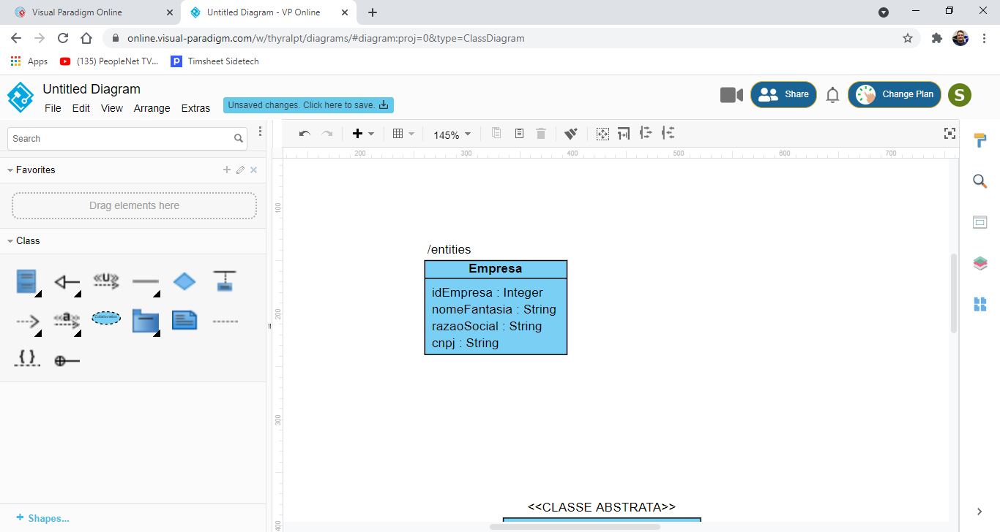 Visual Paradigm Online
Untitled Diagram - VP Online
online.visual-paradigm.com/w/thyralpt/diagrams/#diagram:proj=0&type=ClassDiagram
Apps
(135) PeopleNet TV...
Timsheet Sidetech
Untitled Diagram
File Edit View Arrange Extras
Unsaved changes. Click here to save.
Share
Change Plan
S
Search
145%
200 300 400 500 600 700
Favorites
Drag elements here
Class
<<U>>
<<a>>
Collaboration
{ }
100
200
300
400
/entities
Empresa
idEmpresa : Integer
nomeFantasia : String
razaoSocial : String
cnpj : String
<<CLASSE ABSTRATA>>
+ Shapes...